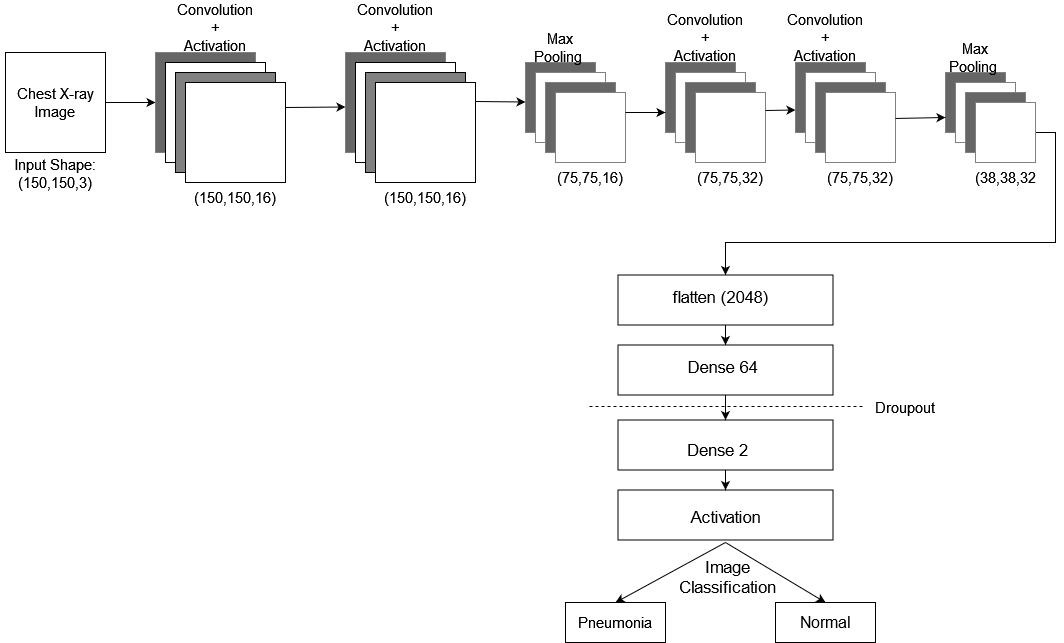 Convolution
+
Activation
Convolution
+
Activation
Max
Pooling
Convolution
+
Activation
Convolution
+
Activation
Max
Pooling
Chest X-ray
Image
Input Shape:
(150,150,3)
(150,150,16)
(150,150,16)
(75,75,16)
(75,75,32)
(75,75,32)
(38,38,32
flatten (2048)
Dense 64
Droupout
Dense 2
Activation
Image
Classification
Pneumonia
Normal